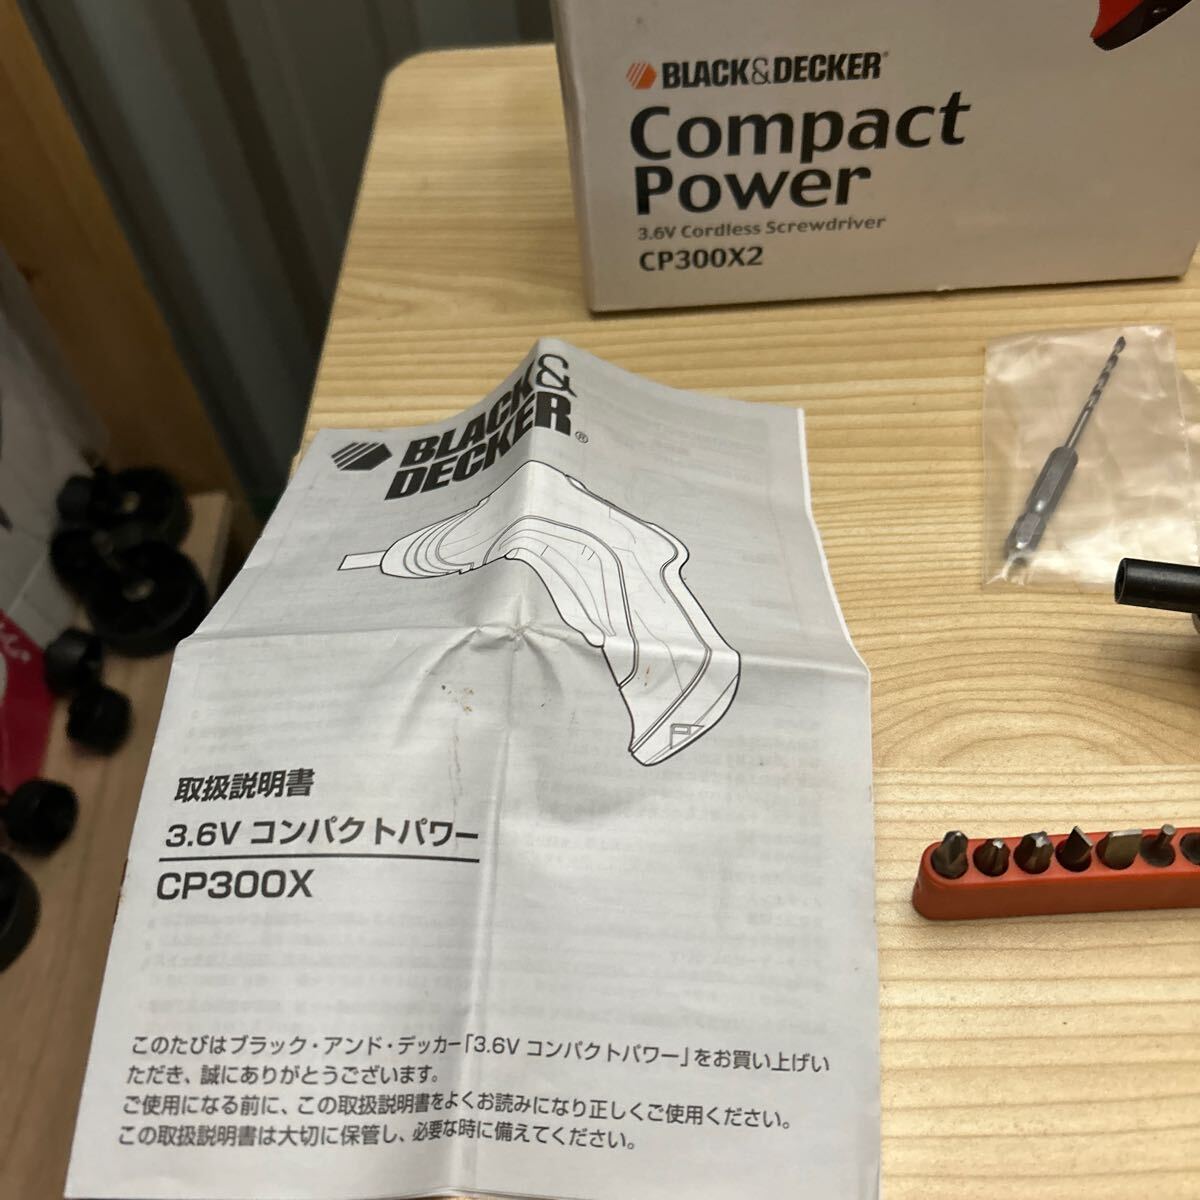 BLACK&DECKER®
Compact
Power
3.6V Cordless Screwdriver
CP300X2
BLACK&
DECKER®
取扱説明書
3.6V コンパクトパワー
CP300X
このたびはブラック・アンド・デッカー「3.6V コンパクトパワー」をお買い上げい
ただき、誠にありがとうございます。
ご使用になる前に、この取扱説明書をよくお読みになり正しくご使用ください。
この取扱説明書は大切に保管し、必要な時に備えてください。